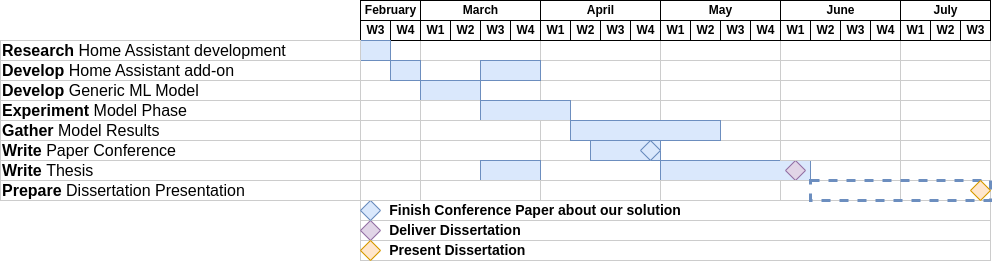 February March April May June July
W3 W4 W1 W2 W3 W4 W1 W2 W3 W4 W1 W2 W3 W4 W1 W2 W3 W4 W1 W2 W3
Research Home Assistant development
Develop Home Assistant add-on
Develop Generic ML Model
Experiment Model Phase
Gather Model Results
Write Paper Conference
Write Thesis
Prepare Dissertation Presentation
Finish Conference Paper about our solution
Deliver Dissertation
Present Dissertation